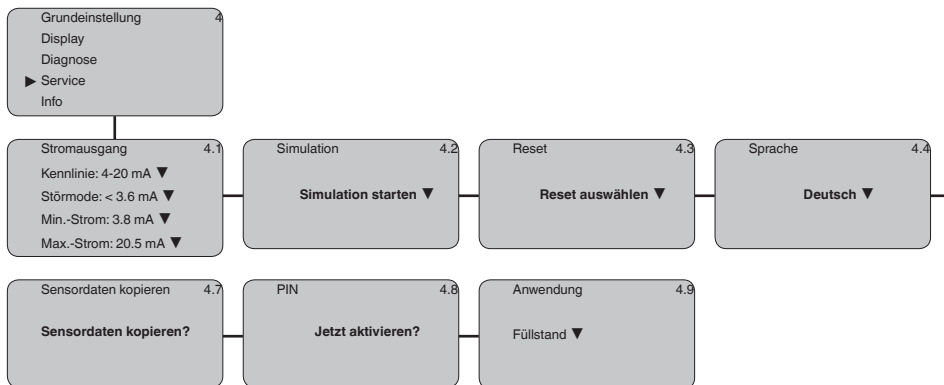 Grundeinstellung 4
Display
Diagnose
▶ Service
Info
Stromausgang 4.1
Kennlinie: 4-20 mA ▼
Störmode: < 3.6 mA ▼
Min.-Strom: 3.8 mA ▼
Max.-Strom: 20.5 mA ▼
Simulation 4.2
Simulation starten ▼
Reset 4.3
Reset auswählen ▼
Sprache 4.4
Deutsch ▼
Sensordaten kopieren 4.7
Sensordaten kopieren?
PIN 4.8
Jetzt aktivieren?
Anwendung 4.9
Füllstand ▼